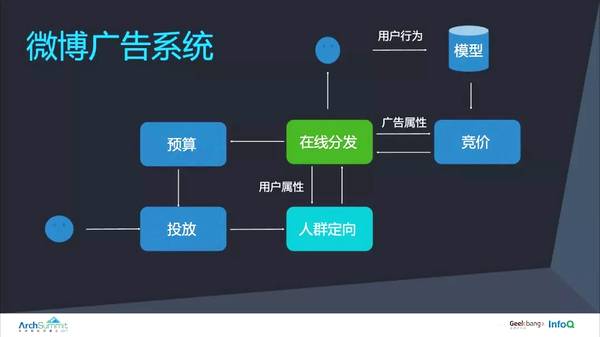 微博广告系统
用户行为
模型
广告属性
预算
在线分发
竞价
用户属性
投放
人群定向
ArchSummit
Geekbang>
InfoQ